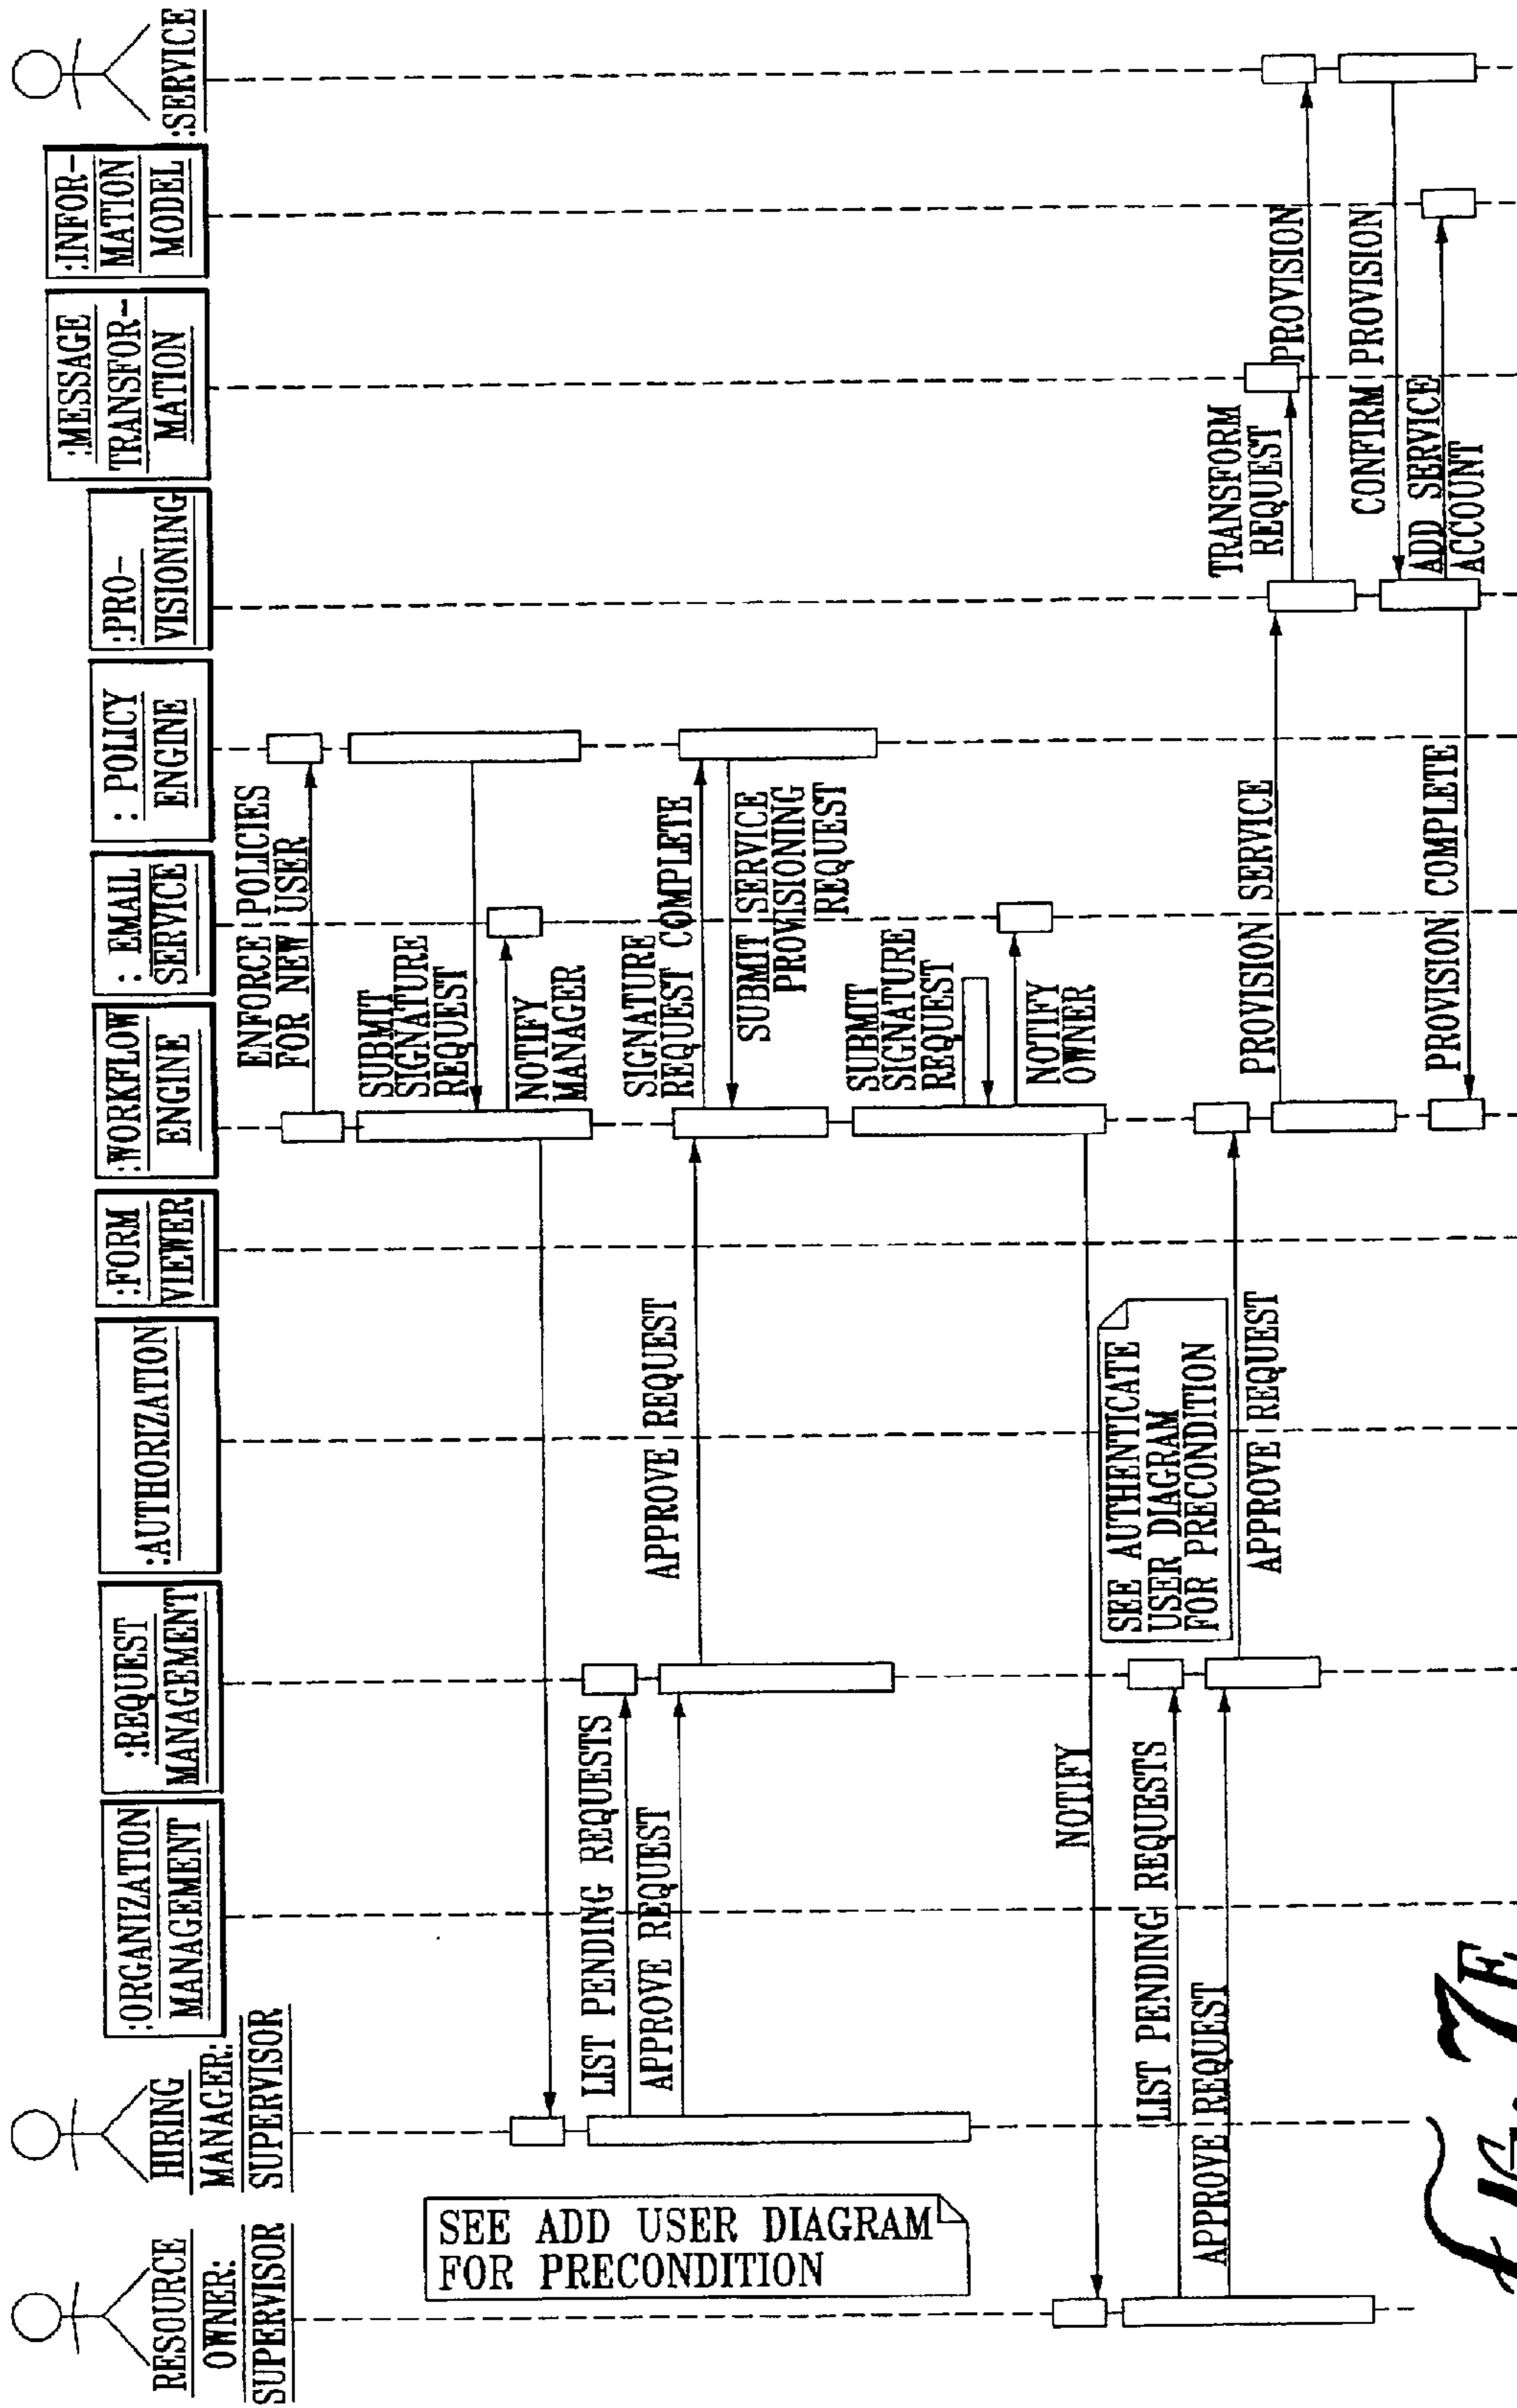 RESOURCE
OWNER:
SUPERVISOR
HIRING
MANAGER:
SUPERVISOR
:ORGANIZATION
MANAGEMENT
:REQUEST
MANAGEMENT
:AUTHORIZATION
:FORM
VIEWER
:WORKFLOW
ENGINE
: EMAIL
SERVICE
: POLICY
ENGINE
:PRO-
VISIONING
:MESSAGE
TRANSFOR-
MATION
:INFOR-
MATION
MODEL
:SERVICE
ENFORCE POLICIES
FOR NEW USER
SUBMIT
SIGNATURE
REQUEST
SEE ADD USER DIAGRAM
FOR PRECONDITION
NOTIFY
MANAGER
LIST PENDING REQUESTS
APPROVE REQUEST
APPROVE REQUEST
SIGNATURE
REQUEST COMPLETE
SUBMIT SERVICE
PROVISIONING
REQUEST
SUBMIT
SIGNATURE
REQUEST
NOTIFY
OWNER
NOTIFY
SEE AUTHENTICATE
USER DIAGRAM
FOR PRECONDITION
LIST PENDING REQUESTS
APPROVE REQUEST
APPROVE REQUEST
PROVISION SERVICE
TRANSFORM
REQUEST
PROVISION
CONFIRM PROVISION
ADD SERVICE
ACCOUNT
PROVISION COMPLETE
FIG. 7E